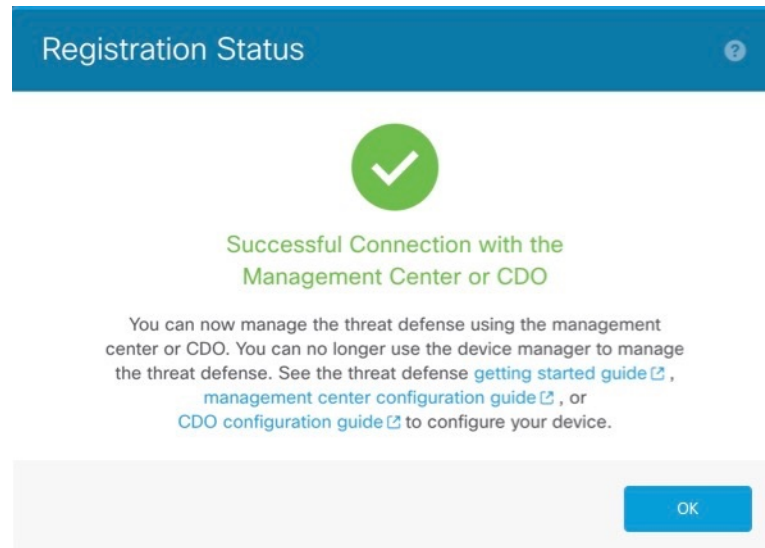 Registration Status
Successful Connection with the
Management Center or CDO
You can now manage the threat defense using the management
center or CDO. You can no longer use the device manager to manage
the threat defense. See the threat defense getting started guide ,
management center configuration guide , or
CDO configuration guide to configure your device.
OK